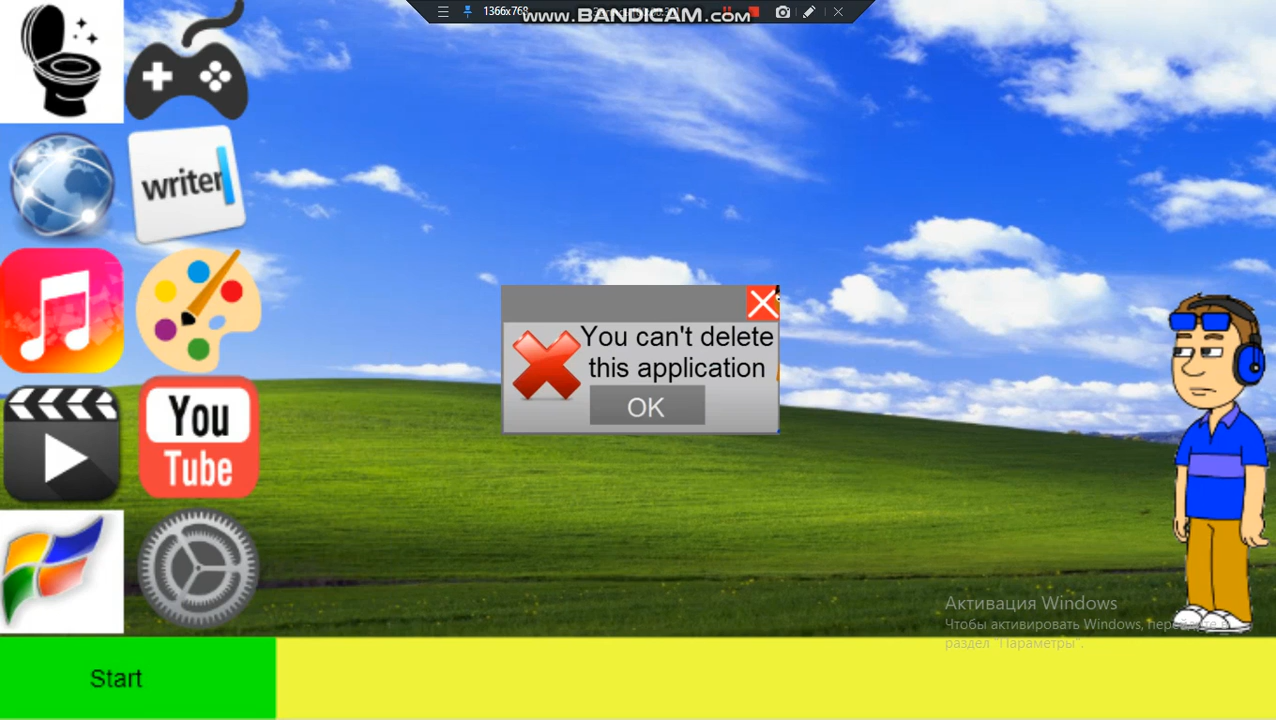 1366x768
www.BANDICAM.com
writer
You can't delete
this application
OK
You
Tube
Активация Windows
Чтобы активировать Windows, перейдите в
раздел "Параметры".
Start